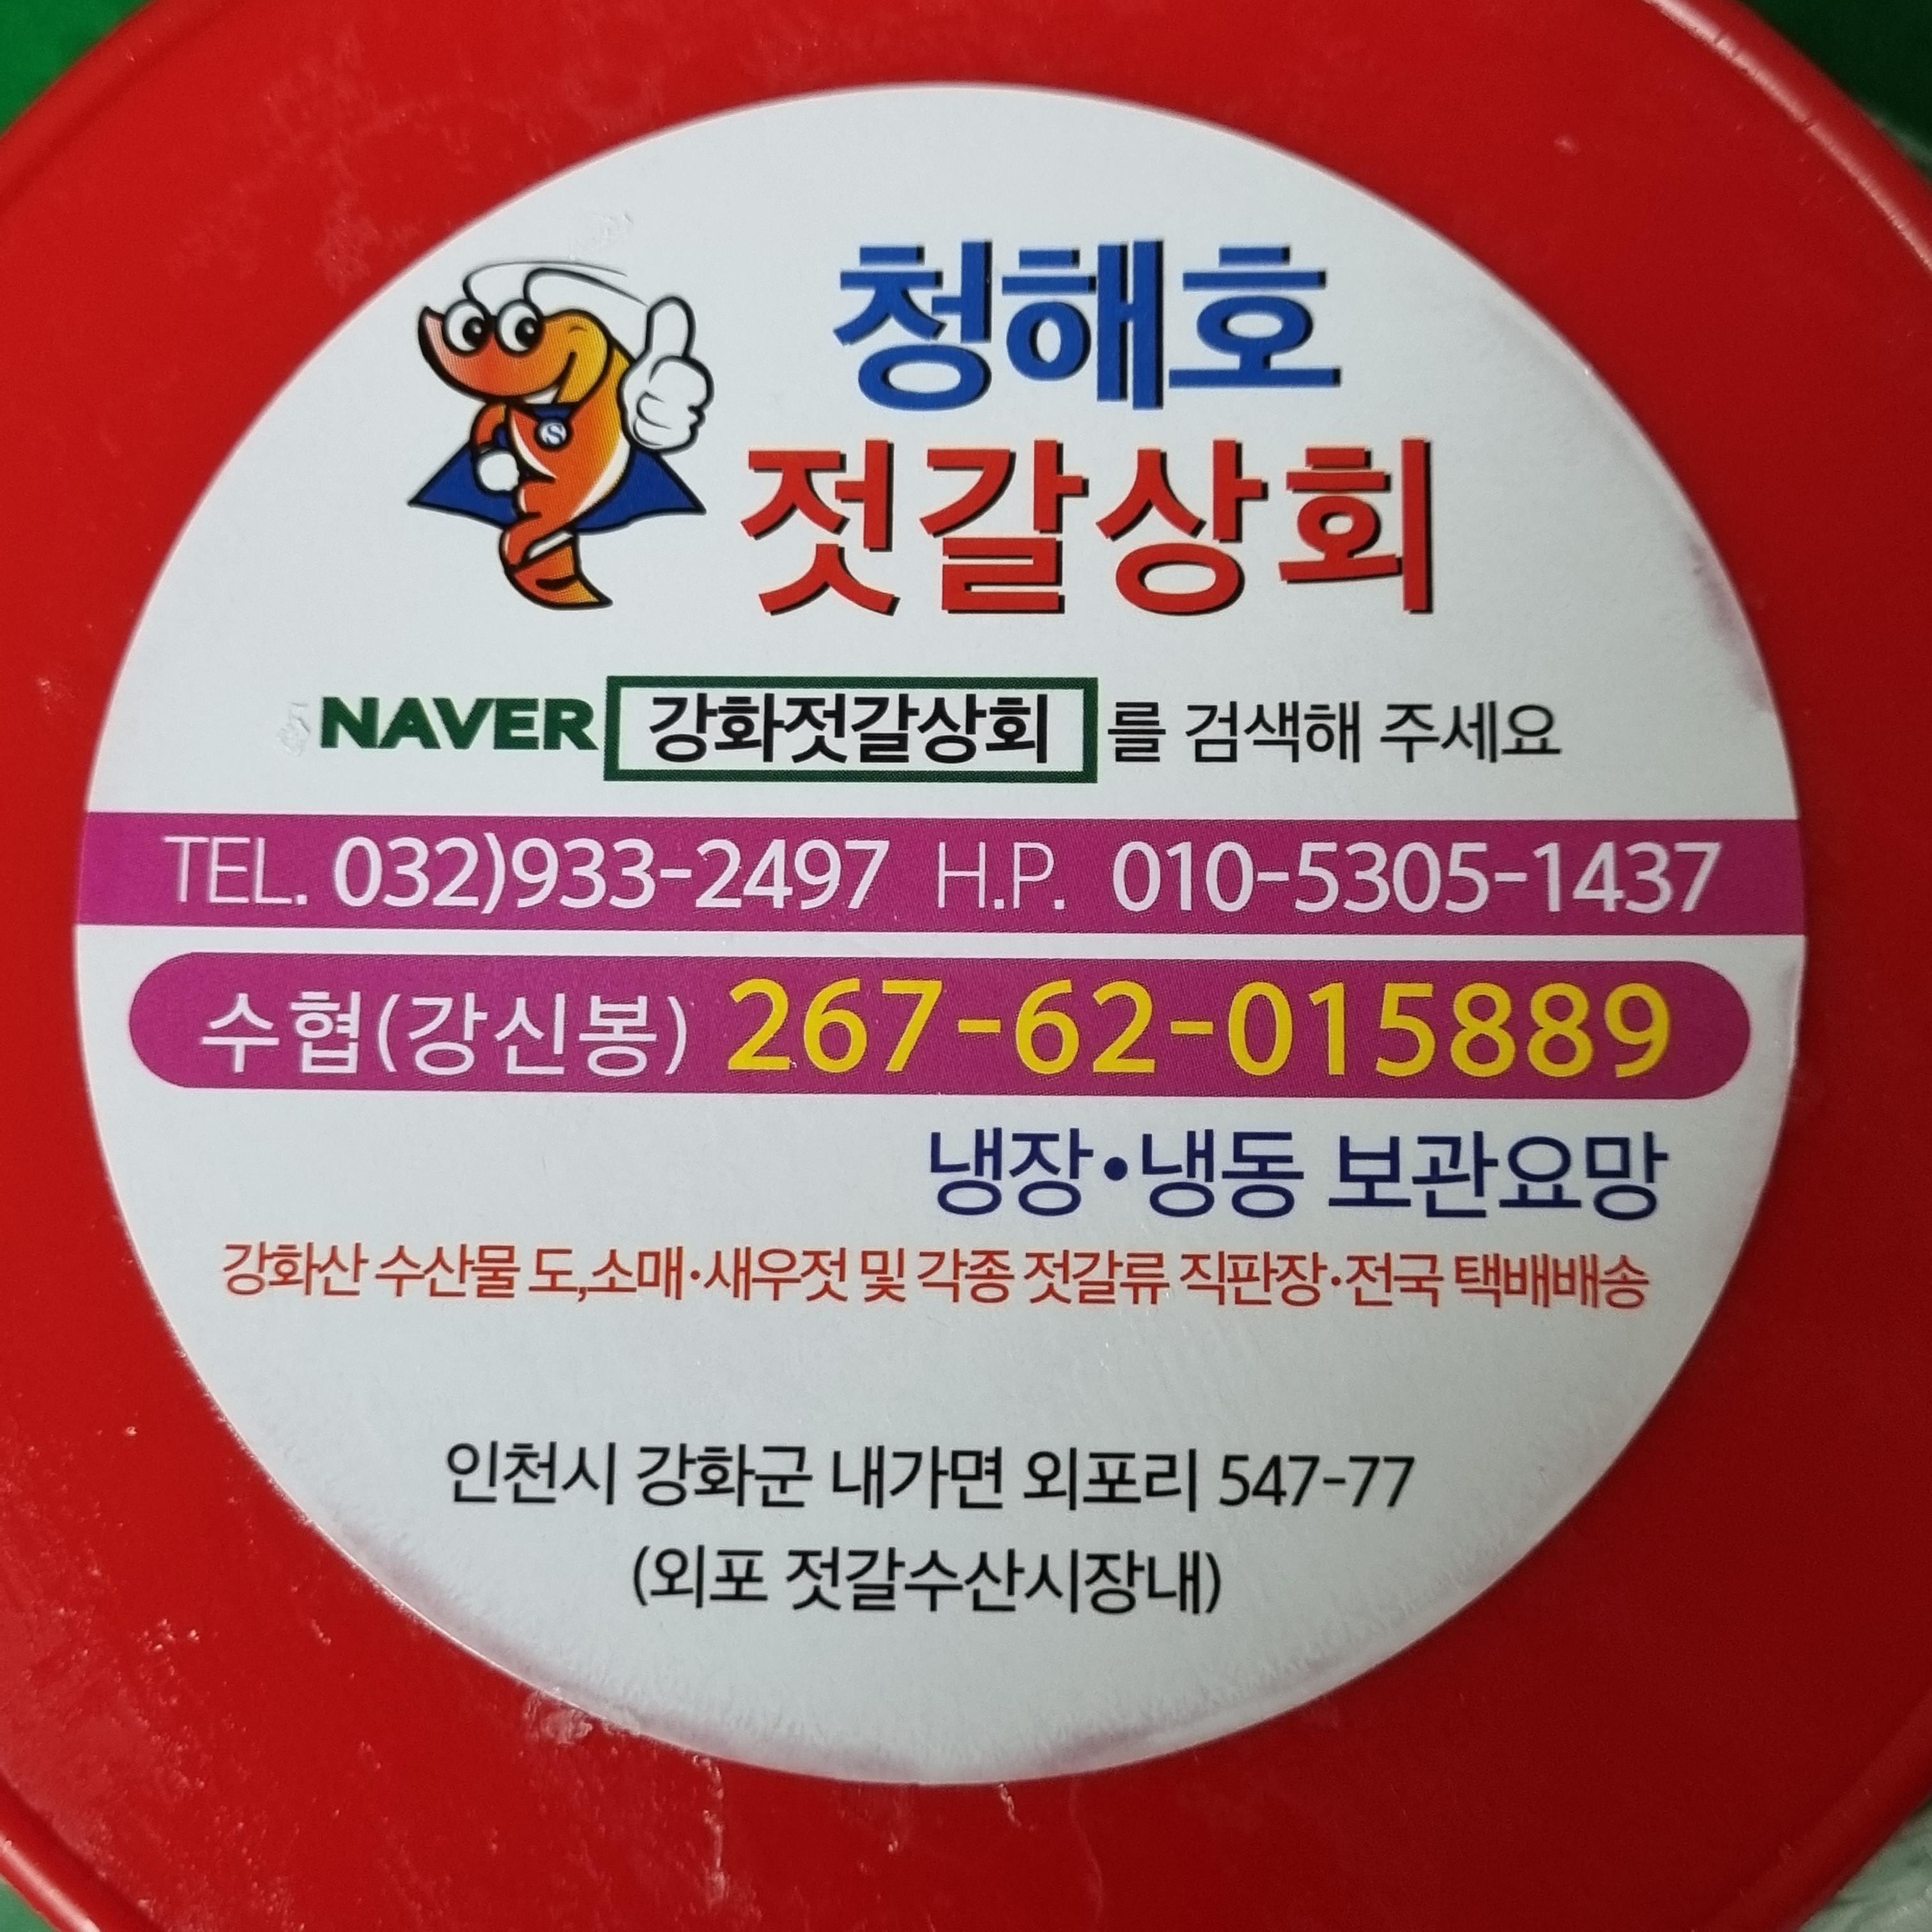 청해호
젓갈상회
NAVER 강화젓갈상회 를 검색해 주세요
TEL. 032)933-2497 H.P. 010-5305-1437
수협(강신봉) 267-62-015889
냉장•냉동 보관요망
강화산 수산물 도,소매·새우젓 및 각종 젓갈류 직판장·전국 택배배송
인천시 강화군 내가면 외포리 547-77
(외포 젓갈수산시장내)
S